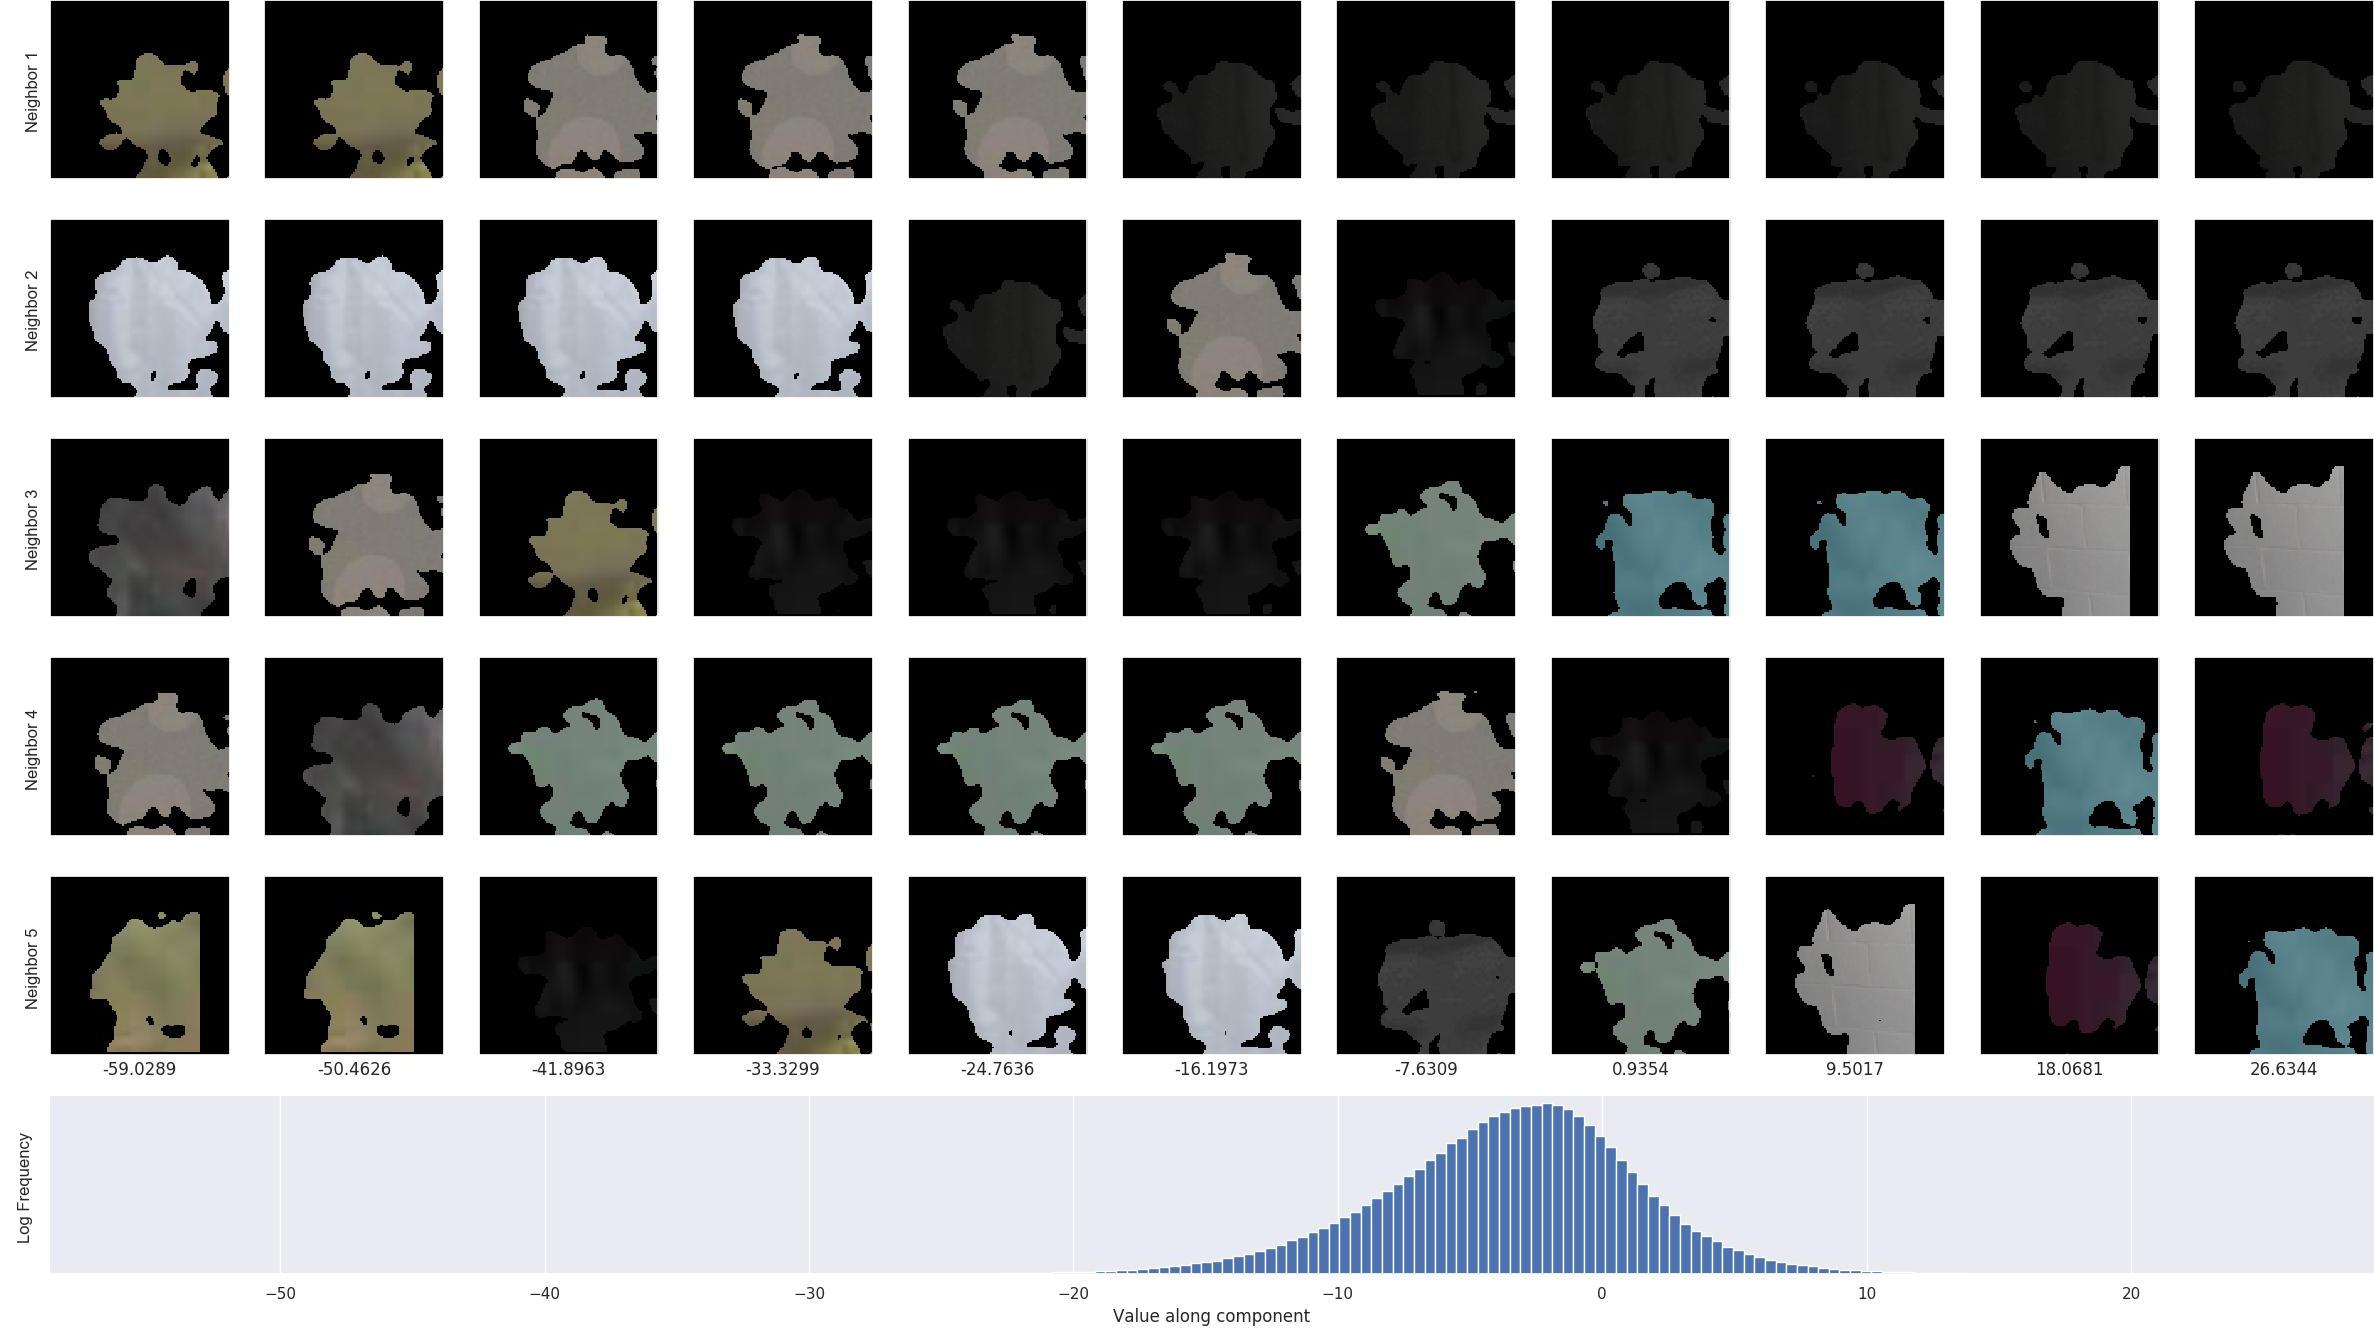 Neighbor 1
Neighbor 2
Neighbor 3
Neighbor 4
Neighbor 5
-59.0289 -50.4626 -41.8963 -33.3299 -24.7636 -16.1973 -7.6309 0.9354 9.5017 18.0681 26.6344
Log Frequency
−50 −40 −30 −20 −10 0 10 20
Value along component